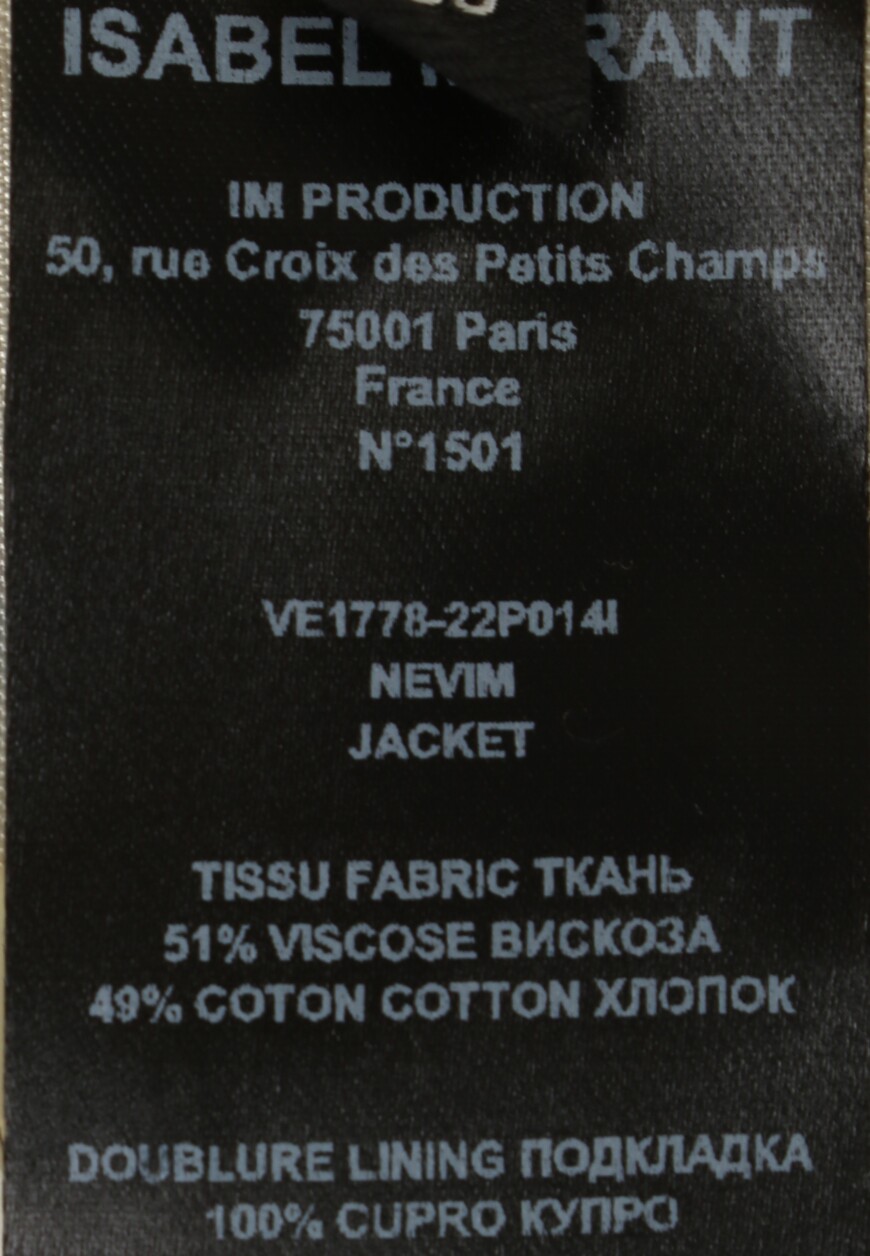 ISABEL
IM PRODUCTION
50, rue Croix des Petits Champs
75001 Paris
France
N°1501
VE1778-22P014I
NEVIM
JACKET
TISSU FABRIC ТКАНЬ
51% VISCOSE ВИСКОЗА
49% COTON COTTON ХЛОПОК
DOUBLURE LINING ПОДКЛАДКА
100% CUPRO КУПРО